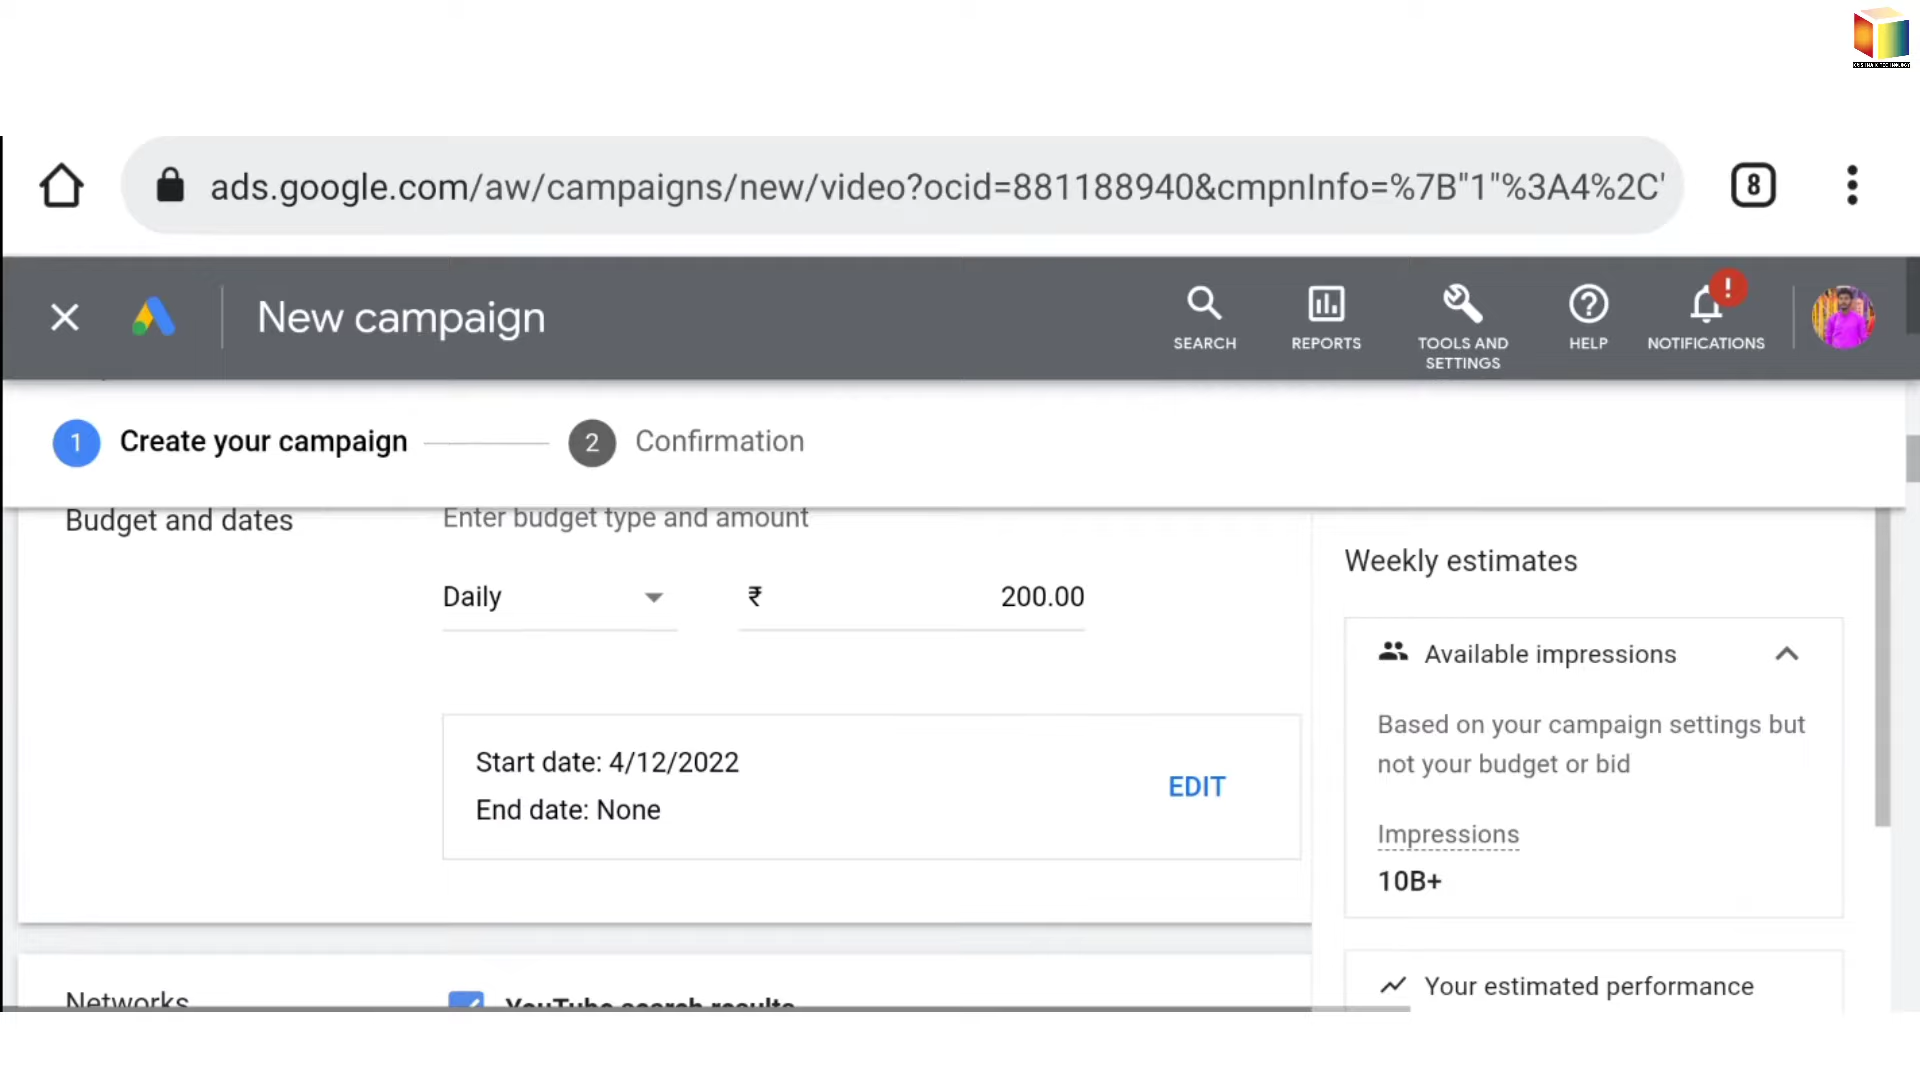 ads.google.com/aw/campaigns/new/video?ocid=881188940&cmpnInfo=%7B"1"%3A4%2C'
8
New campaign
SEARCH
REPORTS
TOOLS AND
SETTINGS
HELP
!
NOTIFICATIONS
1 Create your campaign
2 Confirmation
Budget and dates
Enter budget type and amount
Daily
₹ 200.00
Start date: 4/12/2022
End date: None
EDIT
Weekly estimates
Available impressions
Based on your campaign settings but
not your budget or bid
Impressions
10B+
Networks
YouTube search results
Your estimated performance